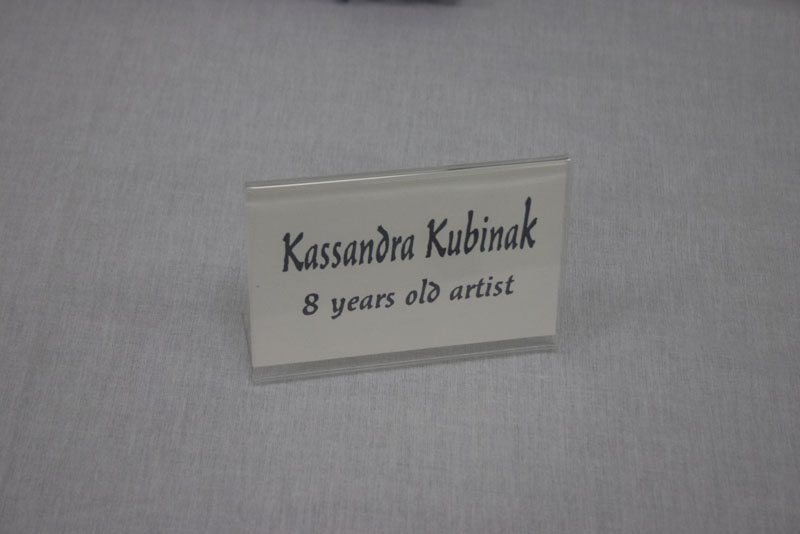 Kassandra Kubinak
8 years old artist